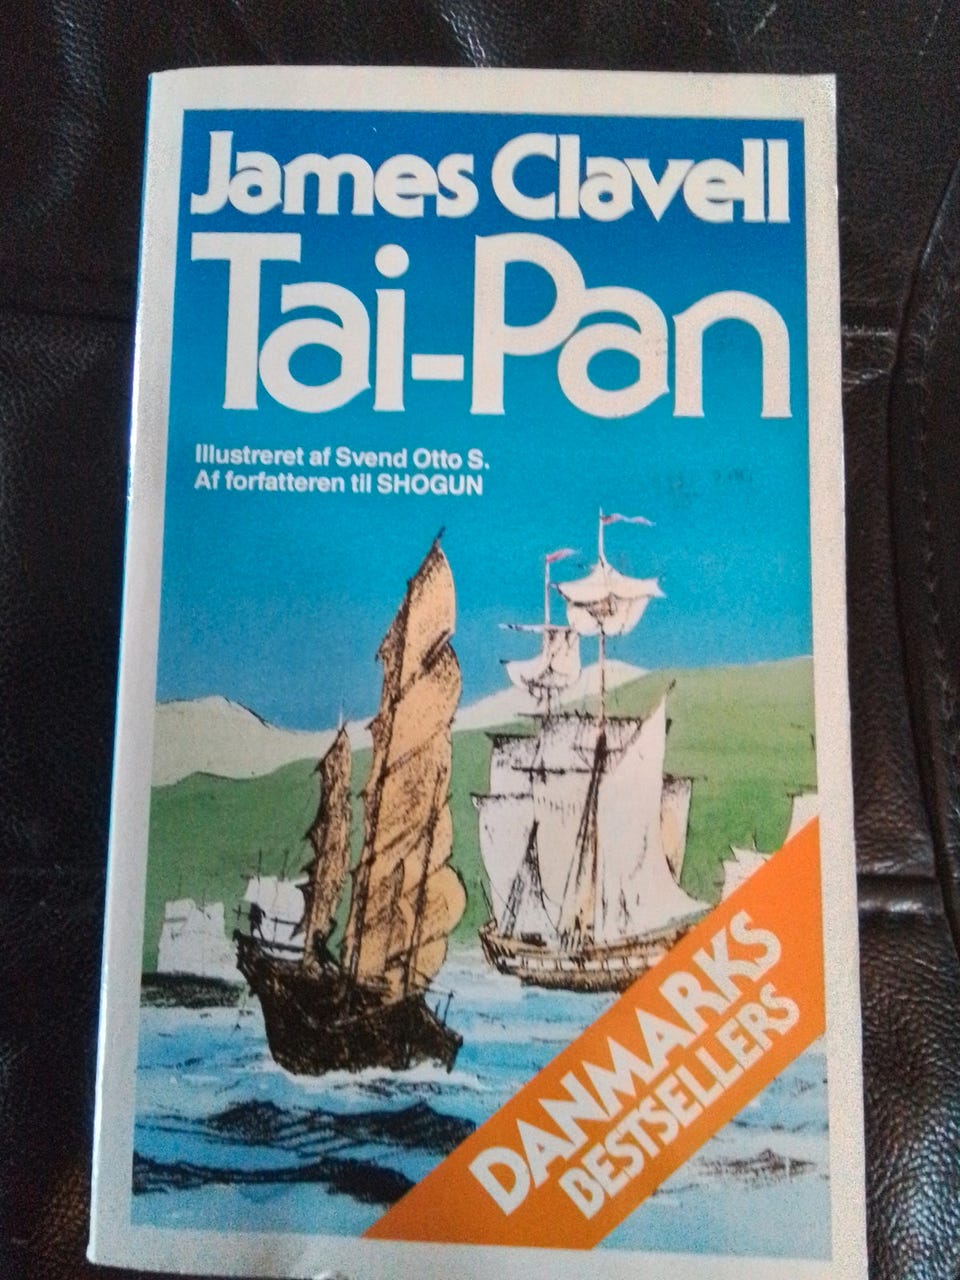 James Clavell
Tai-Pan
Illustreret af Svend Otto S.
Af forfatteren til SHOGUN
DANMARKS
BESTSELLERS